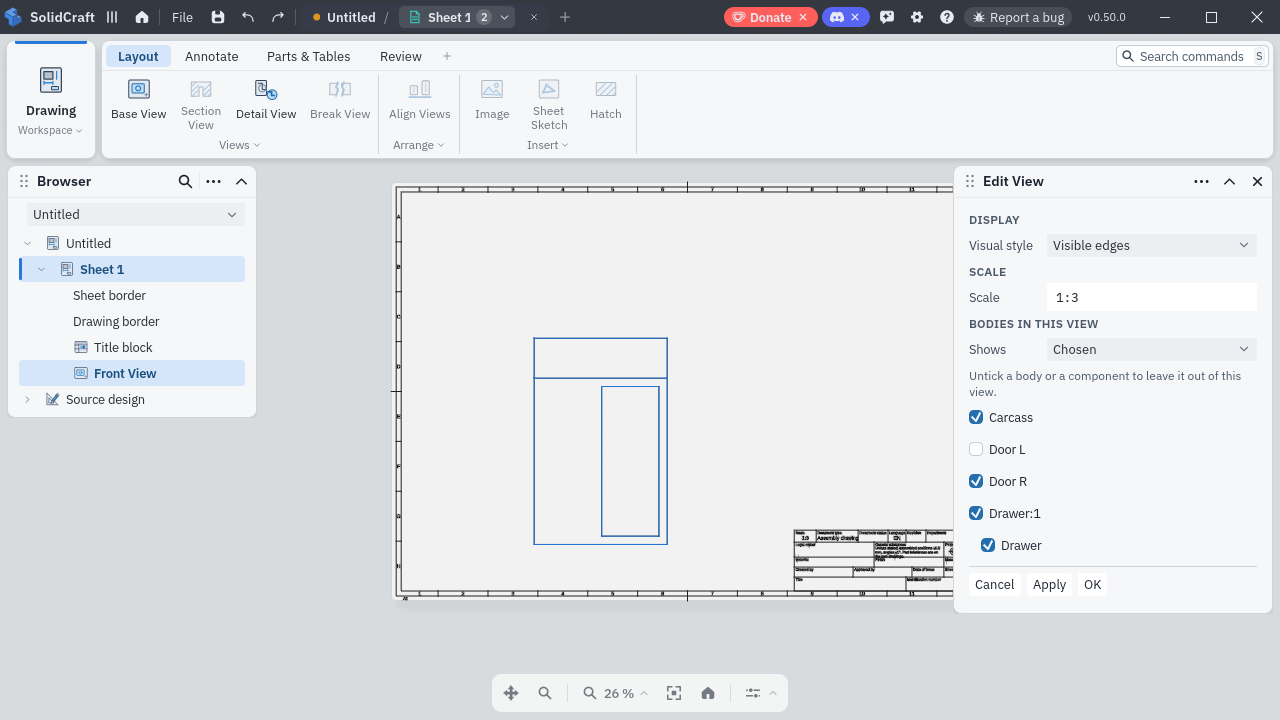 SolidCraft
File
Untitled /
Sheet 1 2
Donate
Report a bug
v0.50.0
Drawing
Workspace
Layout
Annotate
Parts & Tables
Review
Search commands S
Base View
Section View
Detail View
Break View
Views
Align Views
Arrange
Image
Sheet Sketch
Hatch
Insert
Browser
Untitled
Untitled
Sheet 1
Sheet border
Drawing border
Title block
Front View
Source design
Assembly drawing
EN
Title
Edit View
DISPLAY
Visual style Visible edges
SCALE
Scale 1:3
BODIES IN THIS VIEW
Shows Chosen
Untick a body or a component to leave it out of this
view.
Carcass
Door L
Door R
Drawer:1
Drawer
Cancel Apply OK
26 %